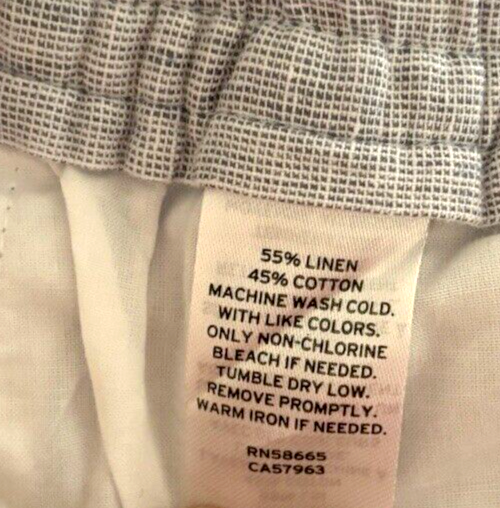 55% LINEN
45% COTTON
MACHINE WASH COLD.
WITH LIKE COLORS.
ONLY NON-CHLORINE
BLEACH IF NEEDED.
TUMBLE DRY LOW.
REMOVE PROMPTLY.
WARM IRON IF NEEDED.
RN58665
CA57963